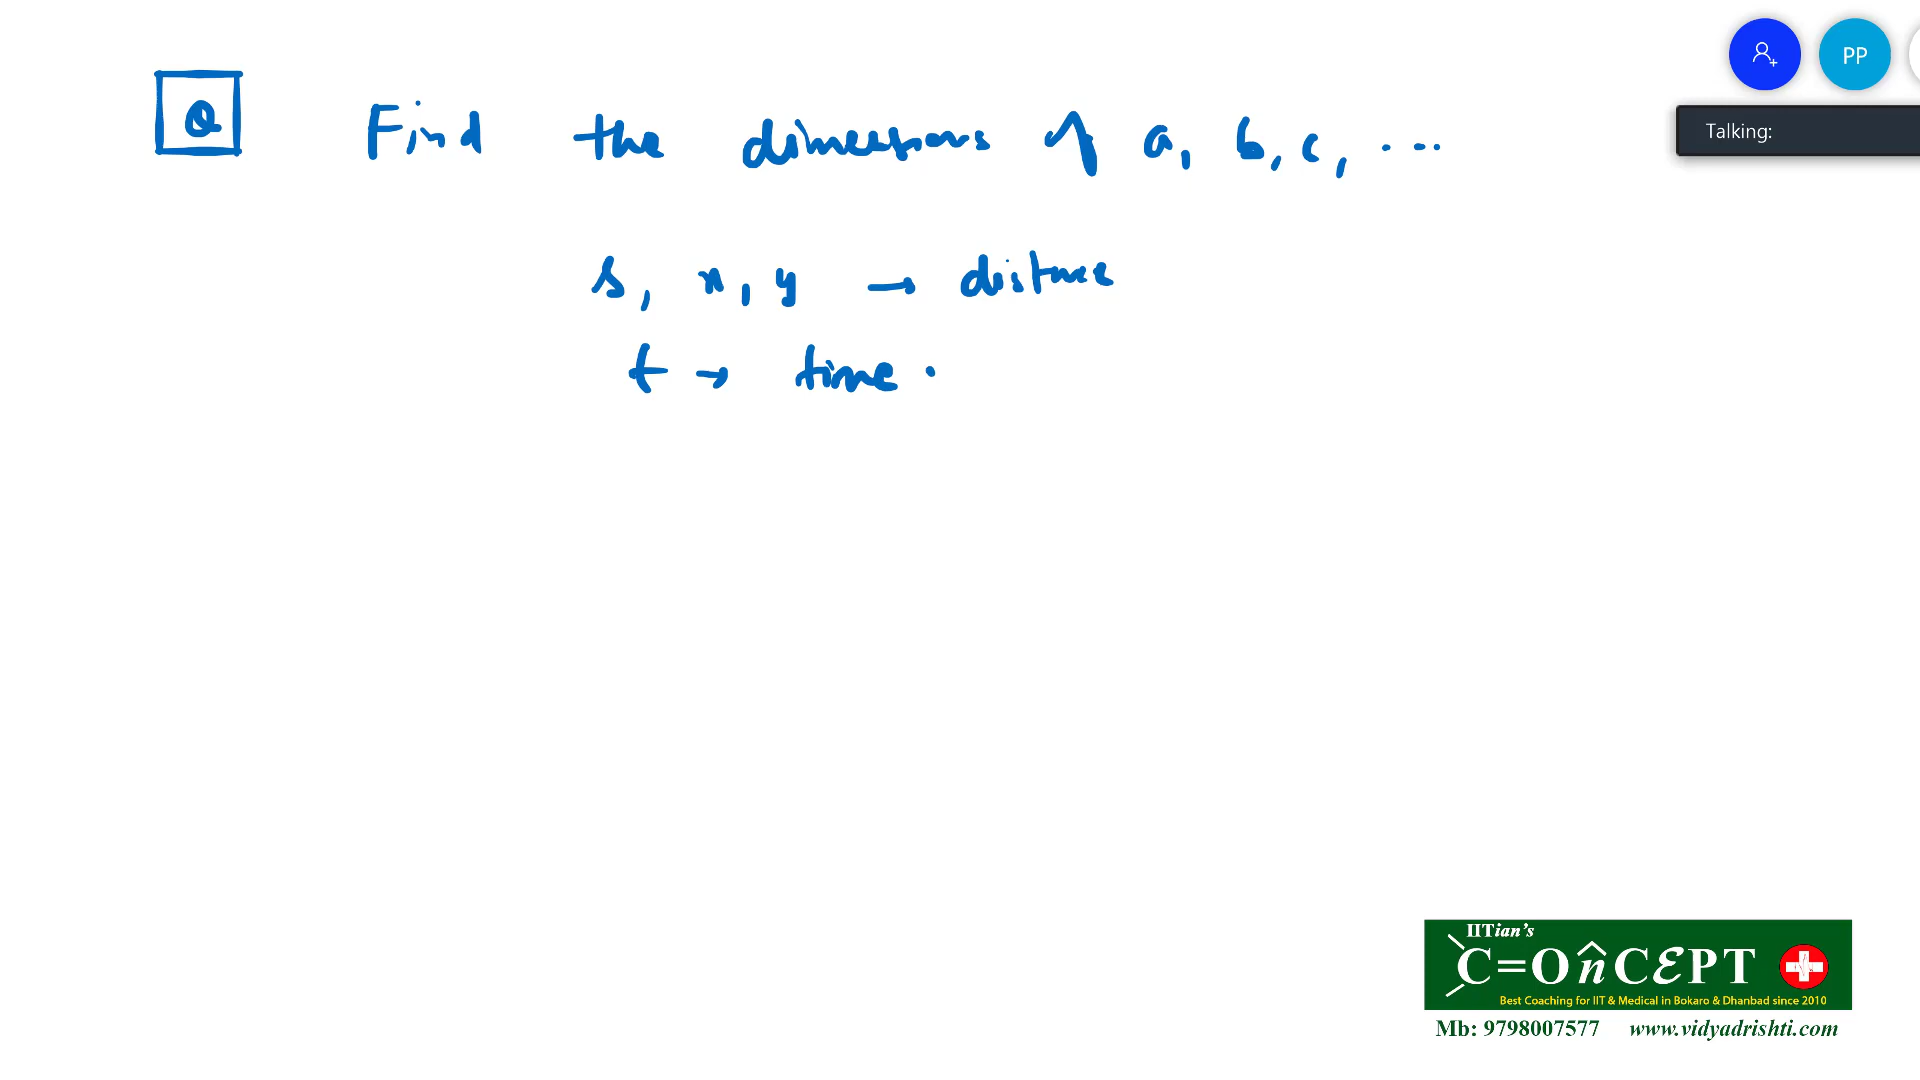 Q Find the dimensions of a, b, c, ...
PP
Talking:
s, x, y → distance
t → time.
IITian's
C=OnCEPT
Best Coaching for IIT & Medical in Bokaro & Dhanbad since 2010
Mb: 9798007577 www.vidyadrishti.com